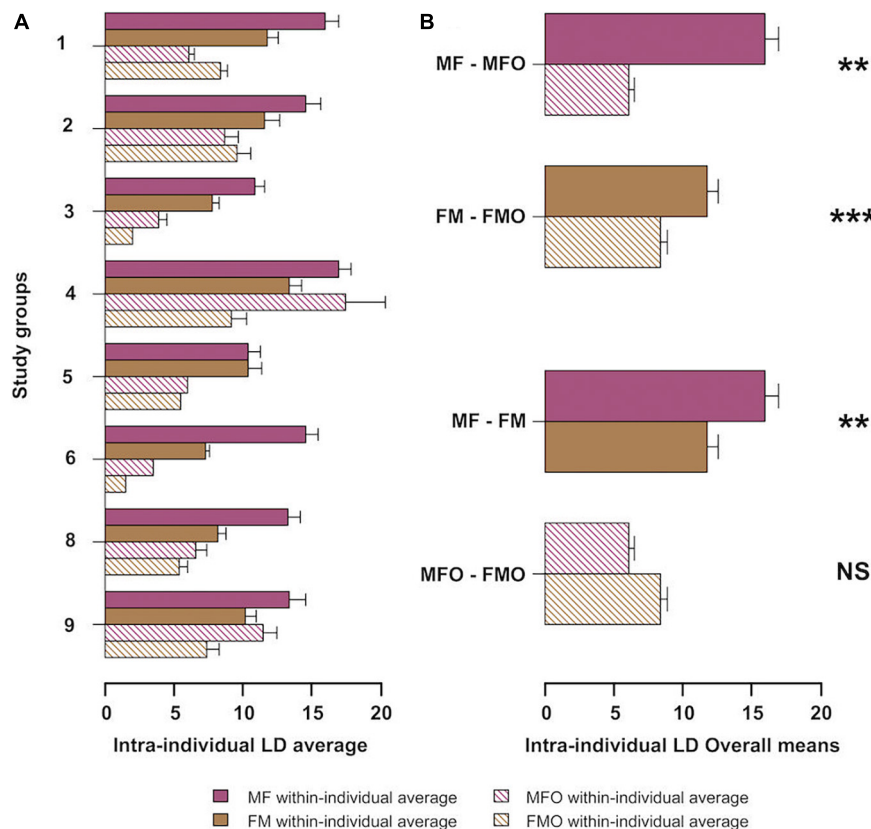 A
1
2
3
4
5
6
8
9
Study groups
0 5 10 15 20
Intra-individual LD average
B
MF - MFO
**
FM - FMO
***
MF - FM
**
MFO - FMO
NS
0 5 10 15 20
Intra-individual LD Overall means
MF within-individual average
MFO within-individual average
FM within-individual average
FMO within-individual average